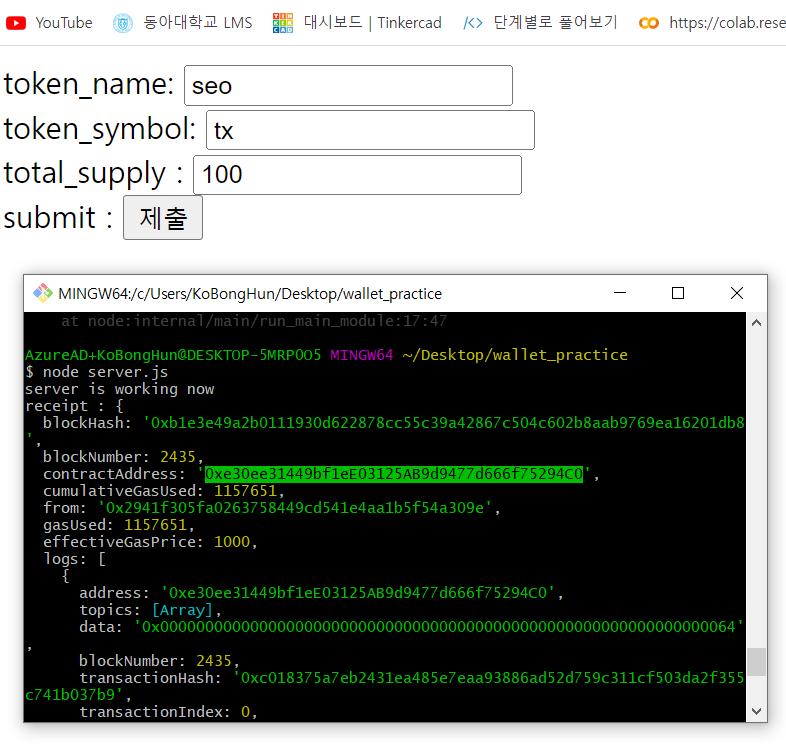 YouTube 동아대학교 LMS 대시보드 | Tinkercad 단계별로 풀어보기 https://colab.rese
token_name: seo
token_symbol: tx
total_supply : 100
submit : 제출
MINGW64:/c/Users/KoBongHun/Desktop/wallet_practice
at node:internal/main/run_main_module:17:47
AzureAD+KoBongHun@DESKTOP-5MRPOO5 MINGW64 ~/Desktop/wallet_practice
$ node server.js
server is working now
receipt : {
blockHash: '0xb1e3e49a2b0111930d622878cc55c39a42867c504c602b8aab9769ea16201db8
',
blockNumber: 2435,
contractAddress: '0xe30ee31449bf1eE03125AB9d9477d666f75294C0',
cumulativeGasUsed: 1157651,
from: '0x2941f305fa0263758449cd541e4aa1b5f54a309e',
gasUsed: 1157651,
effectiveGasPrice: 1000,
logs: [
{
address: '0xe30ee31449bf1eE03125AB9d9477d666f75294C0',
topics: [Array],
data: '0x0000000000000000000000000000000000000000000000000000000000000064'
,
blockNumber: 2435,
transactionHash: '0xc018375a7eb2431ea485e7eaa93886ad52d759c311cf503da2f355
c741b037b9',
transactionIndex: 0,